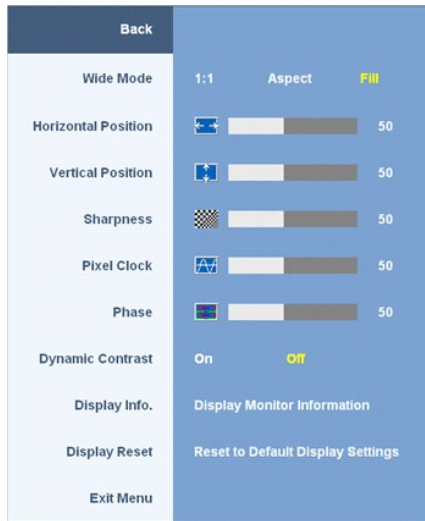 Back
Wide Mode 1:1 Aspect Fill
Horizontal Position 50
Vertical Position 50
Sharpness 50
Pixel Clock 50
Phase 50
Dynamic Contrast On Off
Display Info. Display Monitor Information
Display Reset Reset to Default Display Settings
Exit Menu